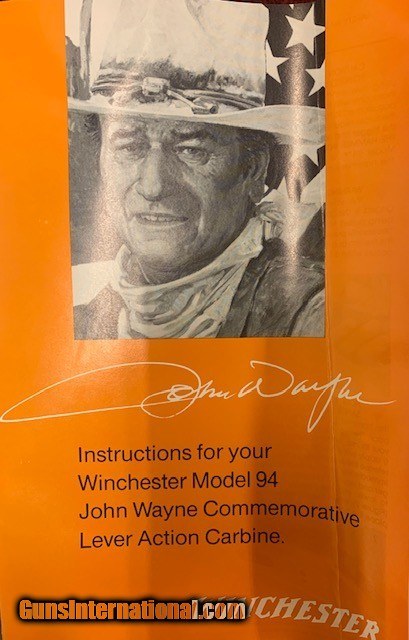 John Wayne
Instructions for your
Winchester Model 94
John Wayne Commemorative
Lever Action Carbine.
WINCHESTER
GunsInternational.com